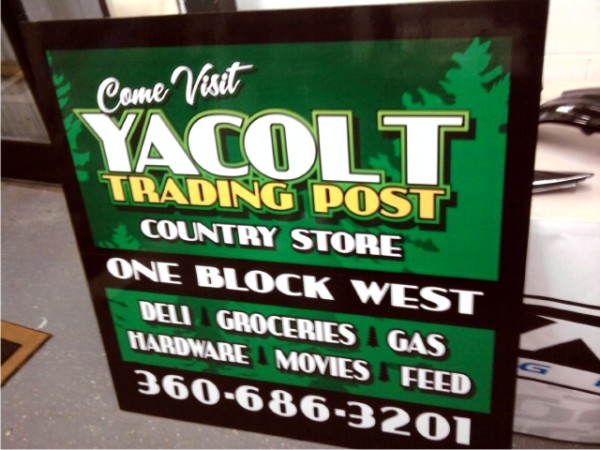 Come Visit
YACOLT
TRADING POST
COUNTRY STORE
ONE BLOCK WEST
DELI GROCERIES GAS
HARDWARE MOVIES FEED
360-686-3201